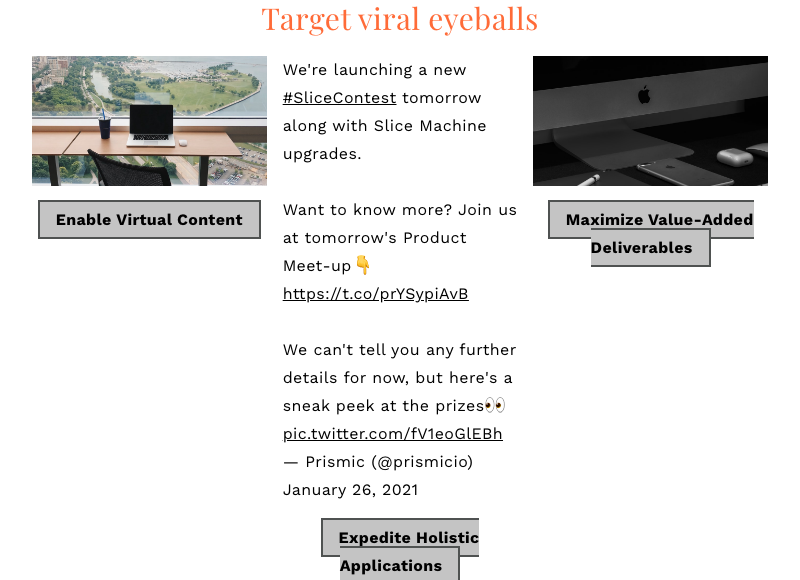 Target viral eyeballs
Enable Virtual Content
We're launching a new
#SliceContest tomorrow
along with Slice Machine
upgrades.
Want to know more? Join us
at tomorrow's Product
Meet-up👇
https://t.co/prYSypiAvB
We can't tell you any further
details for now, but here's a
sneak peek at the prizes👀
pic.twitter.com/fV1eoGlEBh
— Prismic (@prismicio)
January 26, 2021
Expedite Holistic
Applications
Maximize Value-Added
Deliverables